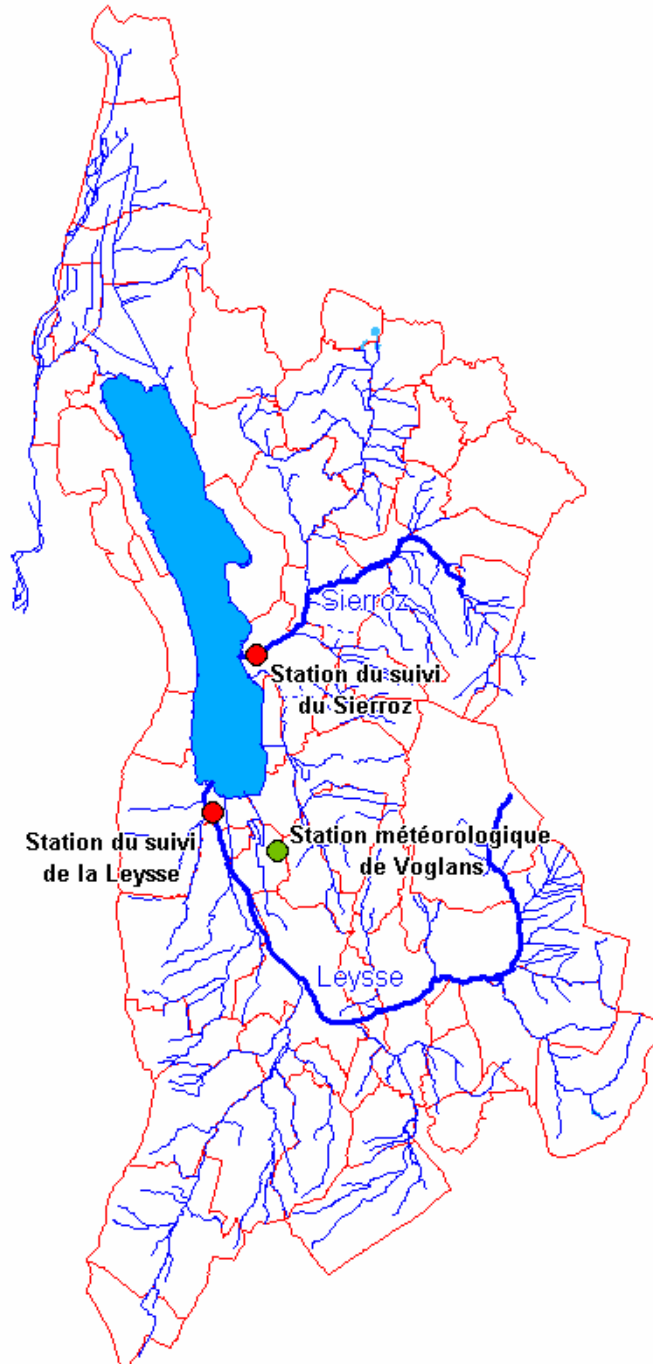 Sierroz
Station du suivi
du Sierroz
Station du suivi
de la Leysse
Station météorologique
de Voglans
Leysse